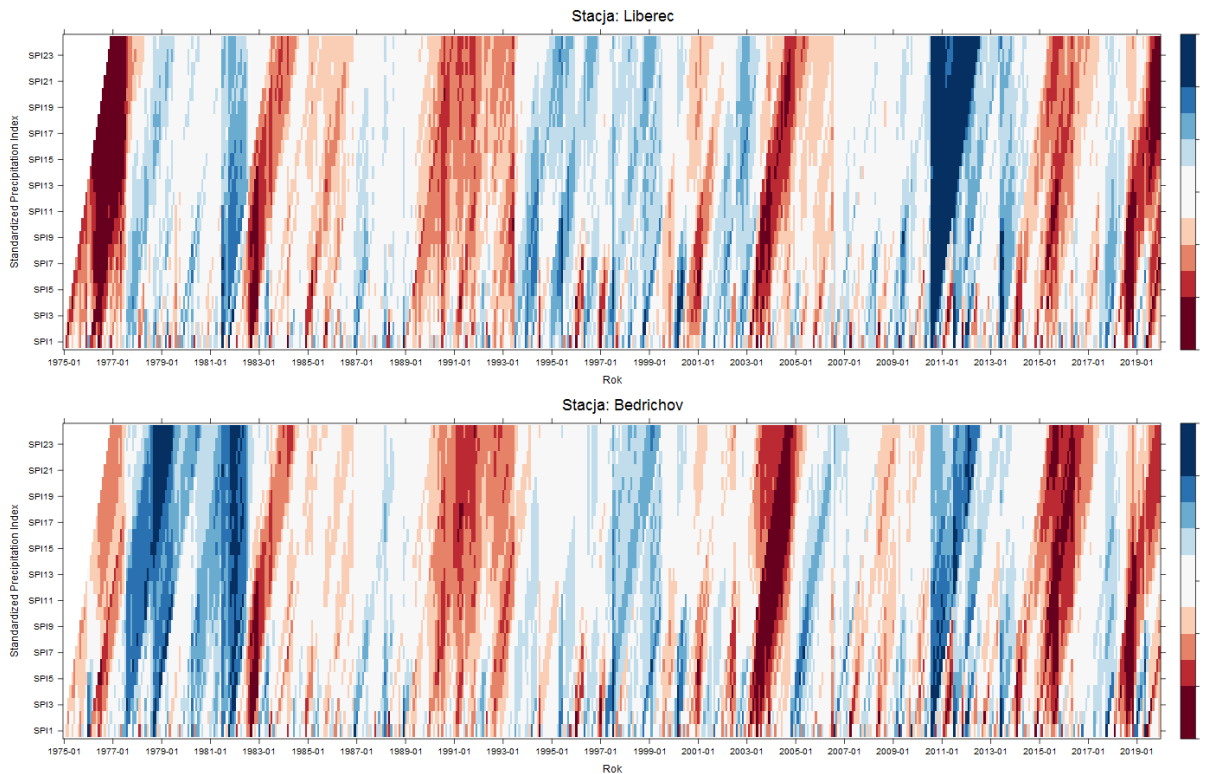 Stacja: Liberec
Standardized Precipitation Index
SPI23
SPI21
SPI19
SPI17
SPI15
SPI13
SPI11
SPI9
SPI7
SPI5
SPI3
SPI1
1975-01 1977-01 1979-01 1981-01 1983-01 1985-01 1987-01 1989-01 1991-01 1993-01 1995-01 1997-01 1999-01 2001-01 2003-01 2005-01 2007-01 2009-01 2011-01 2013-01 2015-01 2017-01 2019-01
Rok
Stacja: Bedrichov
Standardized Precipitation Index
SPI23
SPI21
SPI19
SPI17
SPI15
SPI13
SPI11
SPI9
SPI7
SPI5
SPI3
SPI1
1975-01 1977-01 1979-01 1981-01 1983-01 1985-01 1987-01 1989-01 1991-01 1993-01 1995-01 1997-01 1999-01 2001-01 2003-01 2005-01 2007-01 2009-01 2011-01 2013-01 2015-01 2017-01 2019-01
Rok